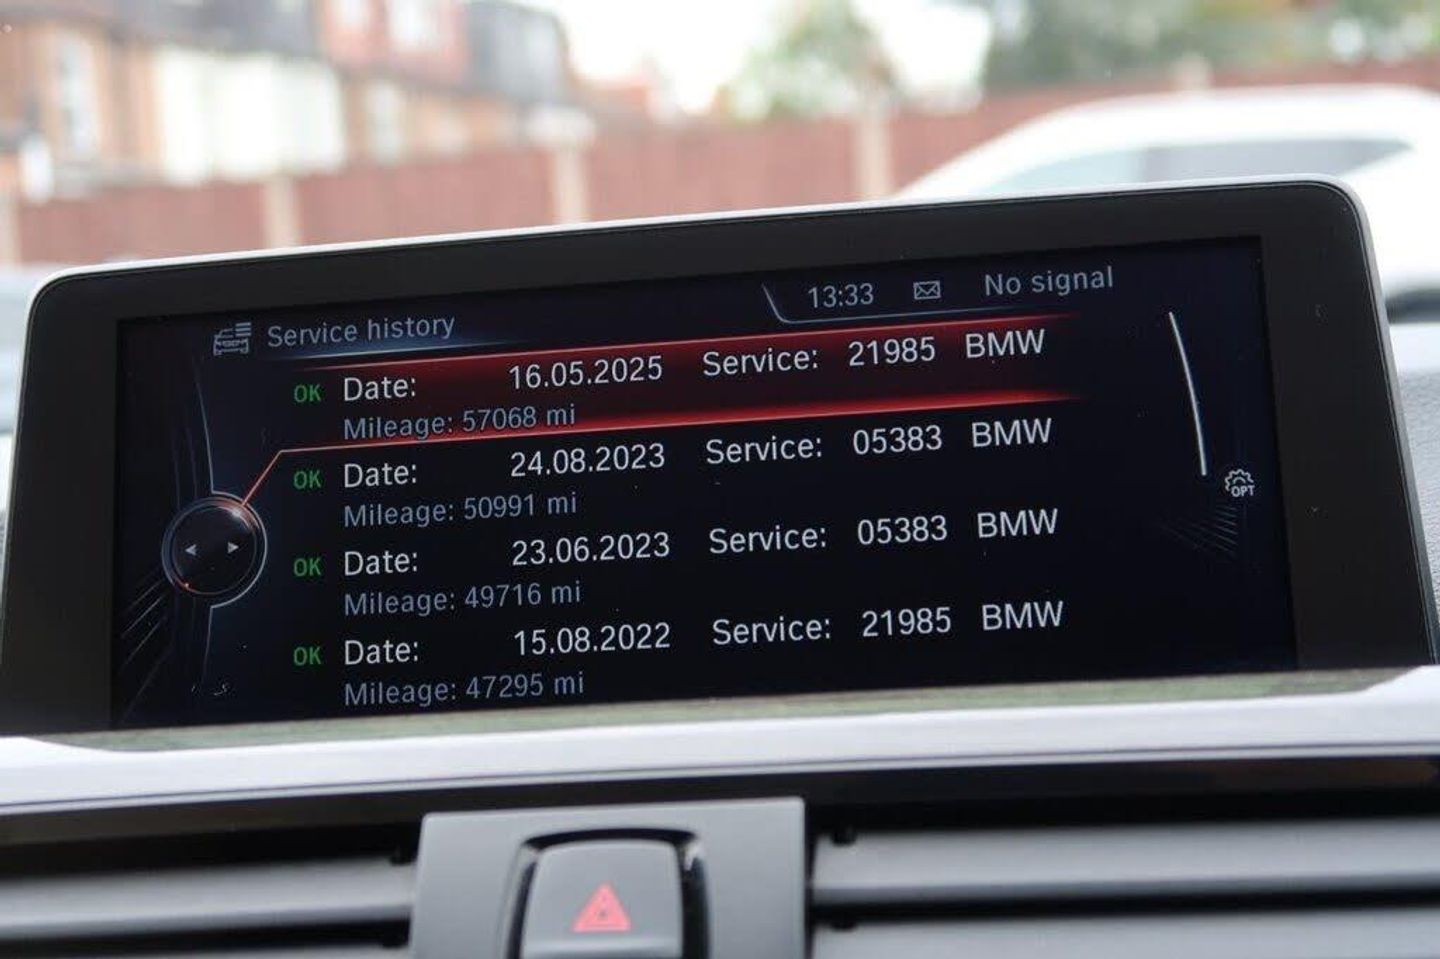 13:33 No signal
Service history
OK Date: 16.05.2025 Service: 21985 BMW
Mileage: 57068 mi
OK Date: 24.08.2023 Service: 05383 BMW
Mileage: 50991 mi
OK Date: 23.06.2023 Service: 05383 BMW
Mileage: 49716 mi
OK Date: 15.08.2022 Service: 21985 BMW
Mileage: 47295 mi
OPT